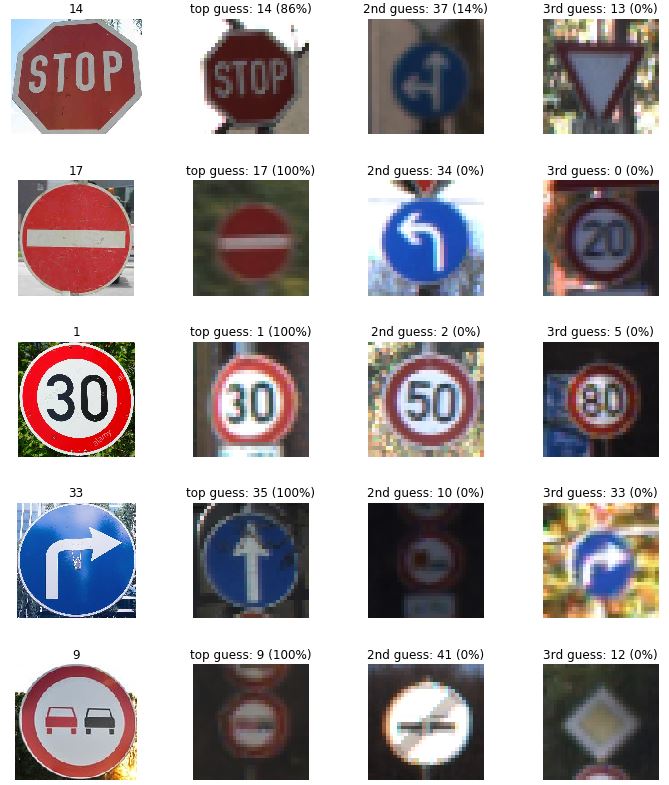 14 top guess: 14 (86%) 2nd guess: 37 (14%) 3rd guess: 13 (0%)
STOP STOP
17 top guess: 17 (100%) 2nd guess: 34 (0%) 3rd guess: 0 (0%)
20
1 top guess: 1 (100%) 2nd guess: 2 (0%) 3rd guess: 5 (0%)
30 30 50 80
alamy
33 top guess: 35 (100%) 2nd guess: 10 (0%) 3rd guess: 33 (0%)
9 top guess: 9 (100%) 2nd guess: 41 (0%) 3rd guess: 12 (0%)